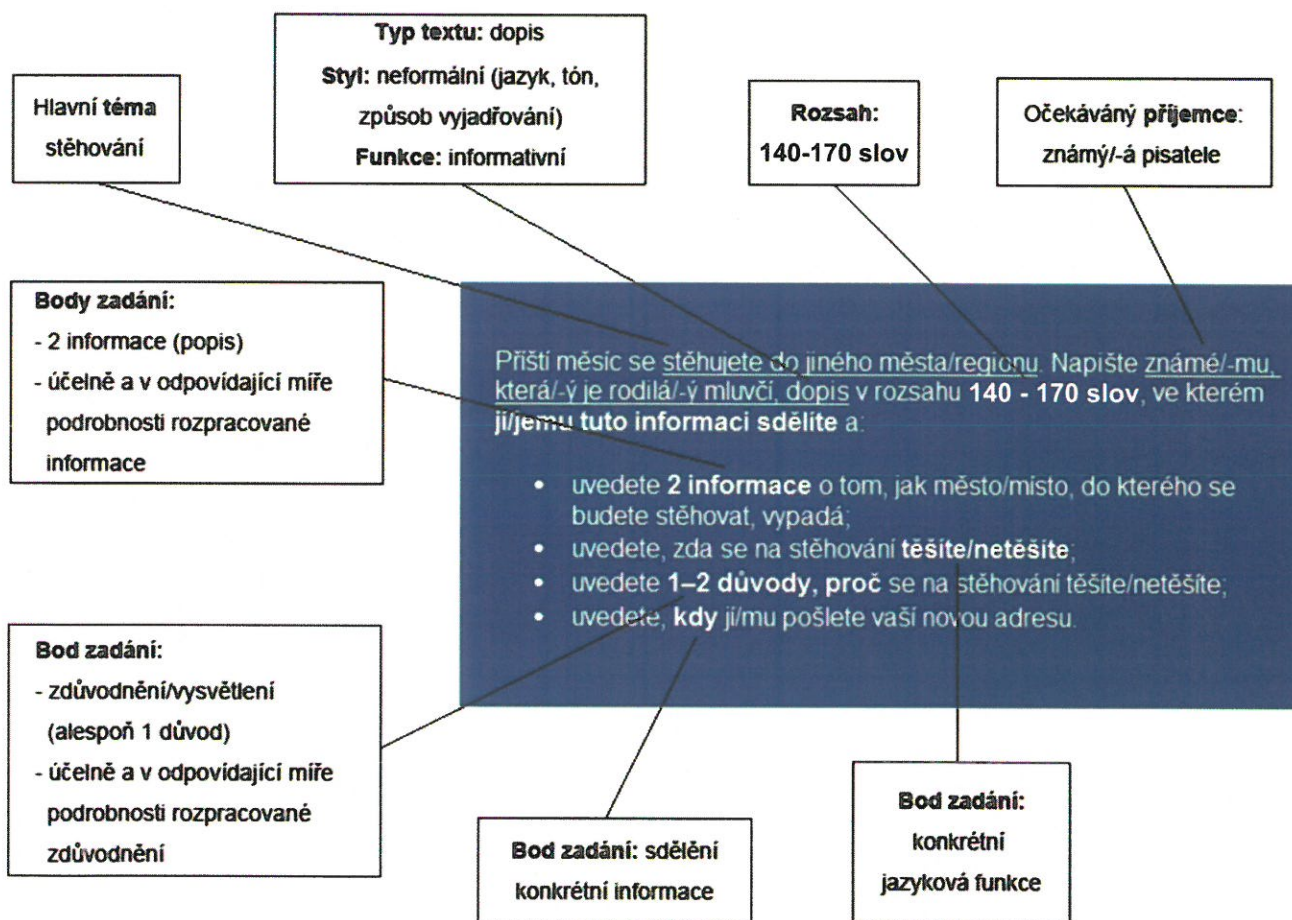 Typ textu: dopis
Styl: neformální (jazyk, tón,
způsob vyjadřování)
Funkce: informativní
Hlavní téma
stěhování
Rozsah:
140-170 slov
Očekáváný příjemce:
známý/-á pisatele
Body zadání:
- 2 informace (popis)
- účelně a v odpovídající míře
podrobnosti rozpracované
informace
Příští měsíc se stěhujete do jiného města/regionu. Napište známé/-mu,
která/-ý je rodilá/-ý mluvčí, dopis v rozsahu 140 - 170 slov, ve kterém
jí/jemu tuto informaci sdělíte a:
• uvedete 2 informace o tom, jak město/místo, do kterého se
budete stěhovat, vypadá;
• uvedete, zda se na stěhování těšíte/netěšíte;
• uvedete 1–2 důvody, proč se na stěhování těšíte/netěšíte;
• uvedete, kdy jí/mu pošlete vaší novou adresu.
Bod zadání:
- zdůvodnění/vysvětlení
(alespoň 1 důvod)
- účelně a v odpovídající míře
podrobnosti rozpracované
zdůvodnění
Bod zadání: sdělění
konkrétní informace
Bod zadání:
konkrétní
jazyková funkce